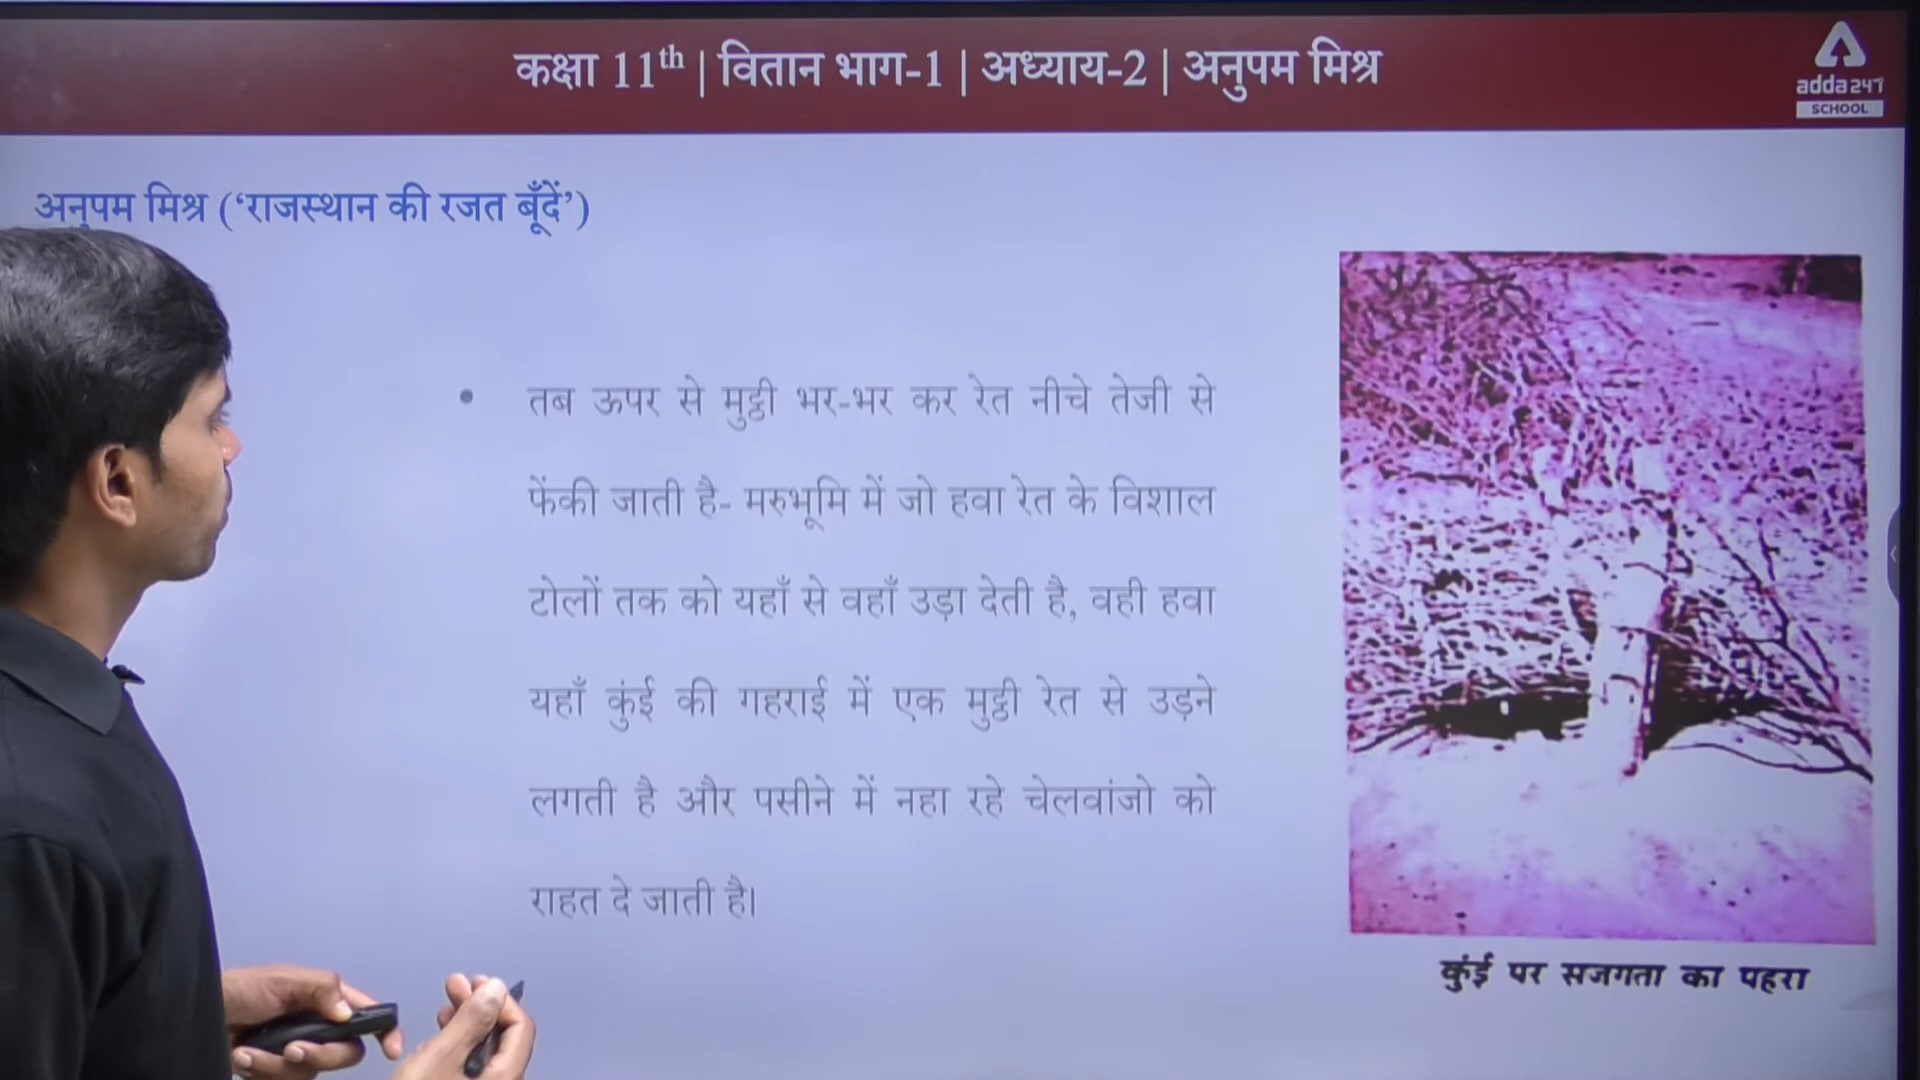 कक्षा 11th | वितान भाग-1 | अध्याय-2 | अनुपम मिश्र
adda247
SCHOOL
अनुपम मिश्र (‘राजस्थान की रजत बूँदें’)
• तब ऊपर से मुट्ठी भर-भर कर रेत नीचे तेजी से
फेंकी जाती है- मरुभूमि में जो हवा रेत के विशाल
टोलों तक को यहाँ से वहाँ उड़ा देती है, वही हवा
यहाँ कुंई की गहराई में एक मुट्ठी रेत से उड़ने
लगती है और पसीने में नहा रहे चेलवांजो को
राहत दे जाती है।
कुंई पर सजगता का पहरा